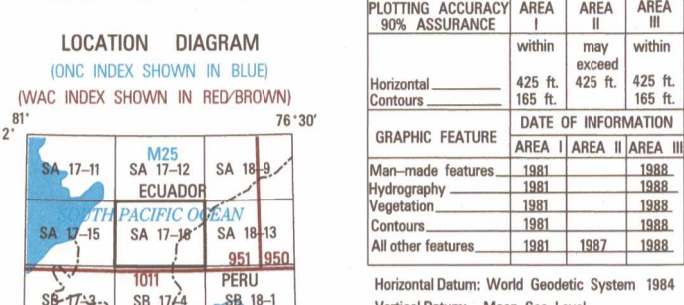 LOCATION DIAGRAM
(ONC INDEX SHOWN IN BLUE)
(WAC INDEX SHOWN IN RED/BROWN)
81° 76°30'
2°
M25
SA 17–11 SA 17–12 SA 18–9
ECUADOR
SOUTH PACIFIC OCEAN
SA 17–15 SA 17–16 SA 18–13
951 950
1011 PERU
SB 17–3 SB 17–4 SB 18–1
PLOTTING ACCURACY AREA AREA AREA
90% ASSURANCE I II III
within may within
exceed
Horizontal 425 ft. 425 ft. 425 ft.
Contours 165 ft. 165 ft.
GRAPHIC FEATURE DATE OF INFORMATION
AREA I AREA II AREA III
Man–made features 1981 1988
Hydrography 1981 1988
Vegetation 1981 1988
Contours 1981 1988
All other features 1981 1987 1988
Horizontal Datum: World Geodetic System 1984
Vertical Datum: Mean Sea Level